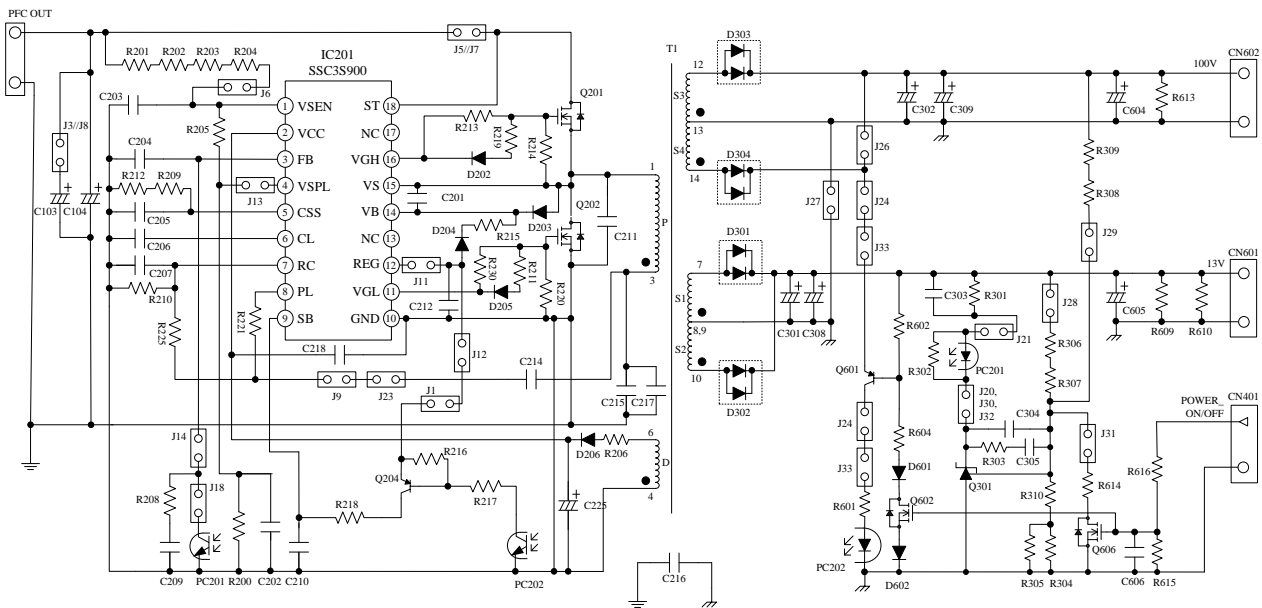 PFC OUT
R201
R202
R203
R204
IC201
SSC3S900
J5//J7
J6
C203
R205
J3//J8
C204
R212
R209
J13
C103
C104
C205
C206
C207
R210
R225
R221
C218
J9
J23
1 VSEN
2 VCC
3 FB
4 VSPL
5 CSS
6 CL
7 RC
8 PL
9 SB
ST 18
NC 17
VGH 16
VS 15
VB 14
NC 13
REG 12
VGL 11
GND 10
R213
R219
R214
D202
Q201
C201
D203
R215
D204
Q202
C211
J11
C212
R230
R211
D205
R220
J12
J1
C214
C215
C217
J14
J18
R208
C209
PC201
R200
C202
C210
R218
Q204
R216
R217
PC202
D206
R206
C225
C216
T1
1
P
3
6
D
4
12
S3
13
S4
14
7
S1
8,9
S2
10
D303
D304
D301
D302
J27
J26
J24
J33
C302
C309
C604
R613
100V
CN602
R309
R308
J29
C301
C308
13V
CN601
C303
R301
J21
J28
R302
PC201
R306
R307
C605
R609
R610
R602
Q601
J24
J33
R601
PC202
R604
D601
Q602
D602
J20,
J30,
J32
C304
R303
C305
Q301
R310
R305
R304
J31
R614
Q606
C606
R616
R615
POWER_
ON/OFF
CN401